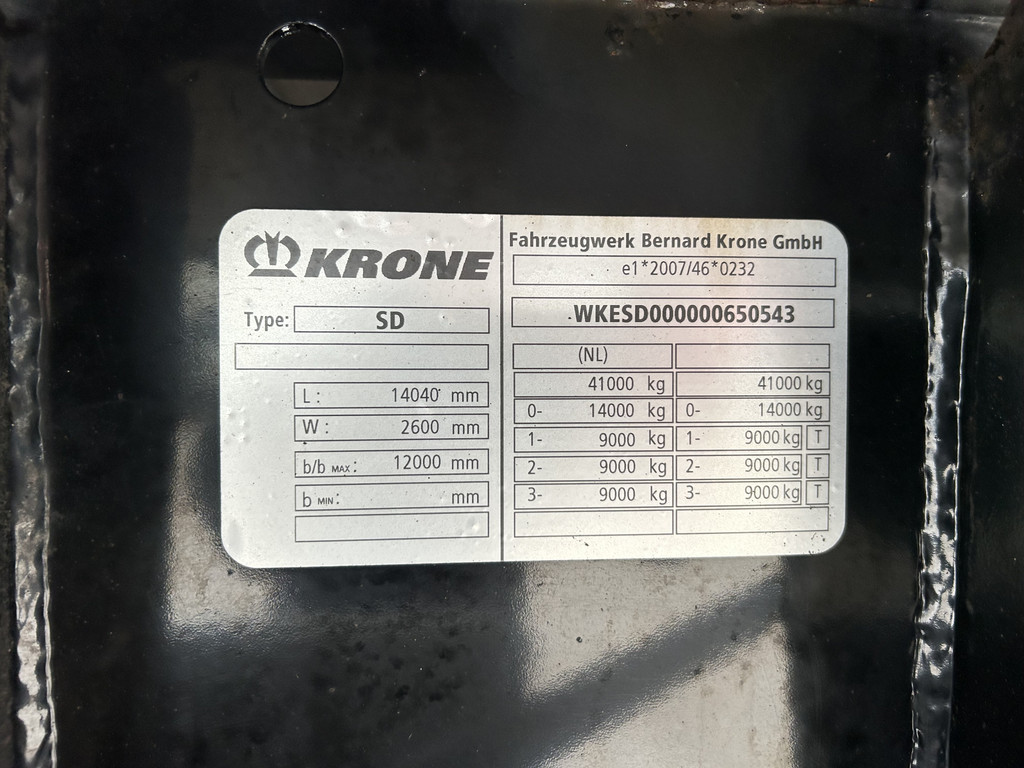 KRONE
Type: SD
L: 14040 mm
W: 2600 mm
b/b MAX: 12000 mm
b MIN: mm
Fahrzeugwerk Bernard Krone GmbH
e1*2007/46*0232
WKESD000000650543
(NL)
41000 kg 41000 kg
0- 14000 kg 0- 14000 kg
1- 9000 kg 1- 9000 kg T
2- 9000 kg 2- 9000 kg T
3- 9000 kg 3- 9000 kg T